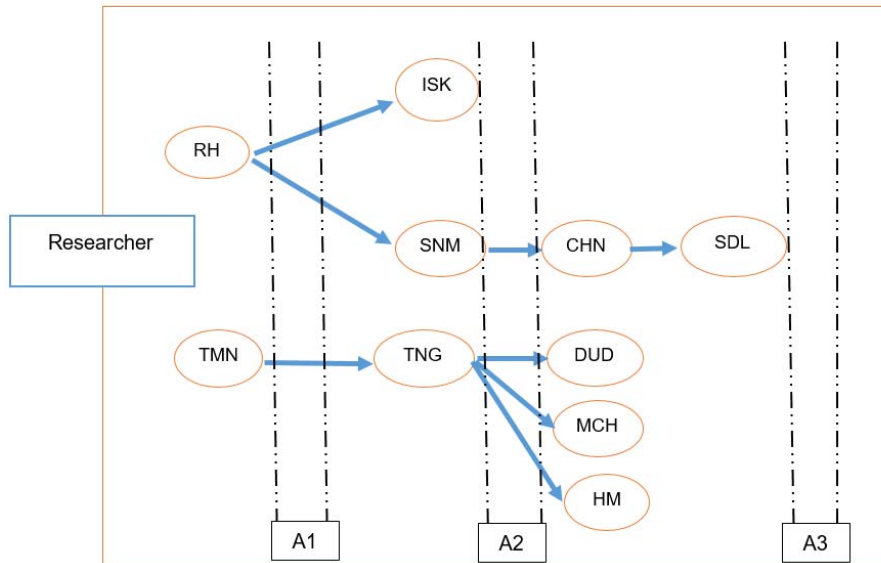 ISK
RH
Researcher
SNM
CHN
SDL
TMN
TNG
DUD
MCH
HM
A1
A2
A3